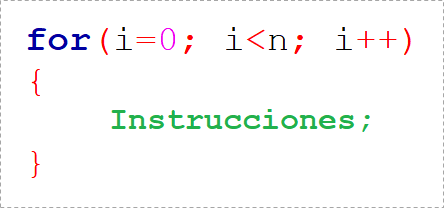 for(i=0; i<n; i++)
{
Instrucciones;
}